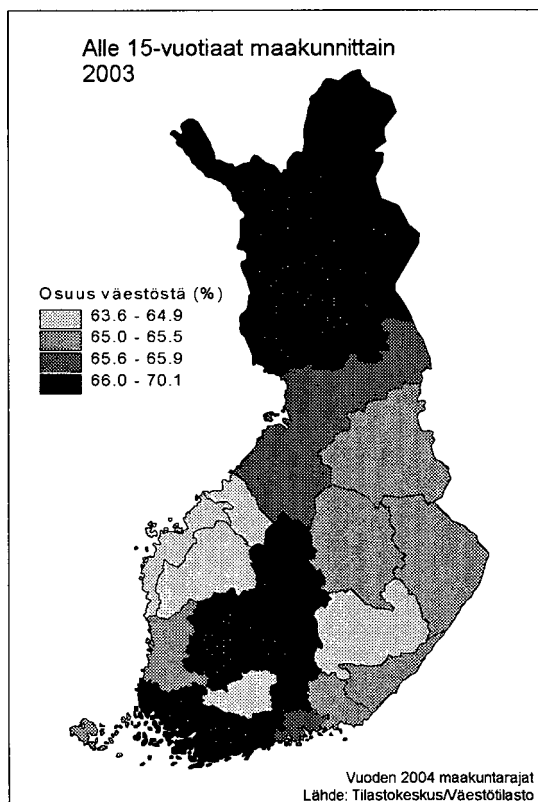 Alle 15-vuotiaat maakunnittain
2003
Osuus väestöstä (%)
63.6 - 64.9
65.0 - 65.5
65.6 - 65.9
66.0 - 70.1
Vuoden 2004 maakuntarajat
Lähde: Tilastokeskus/Väestötilasto